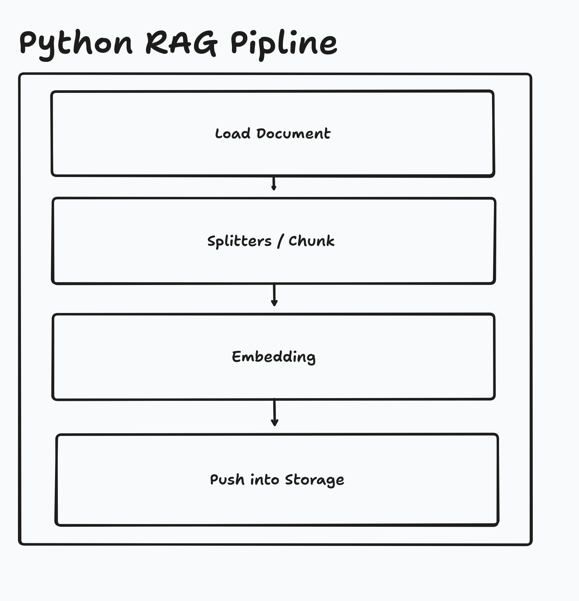 Python RAG Pipline
Load Document
Splitters / Chunk
Embedding
Push into Storage